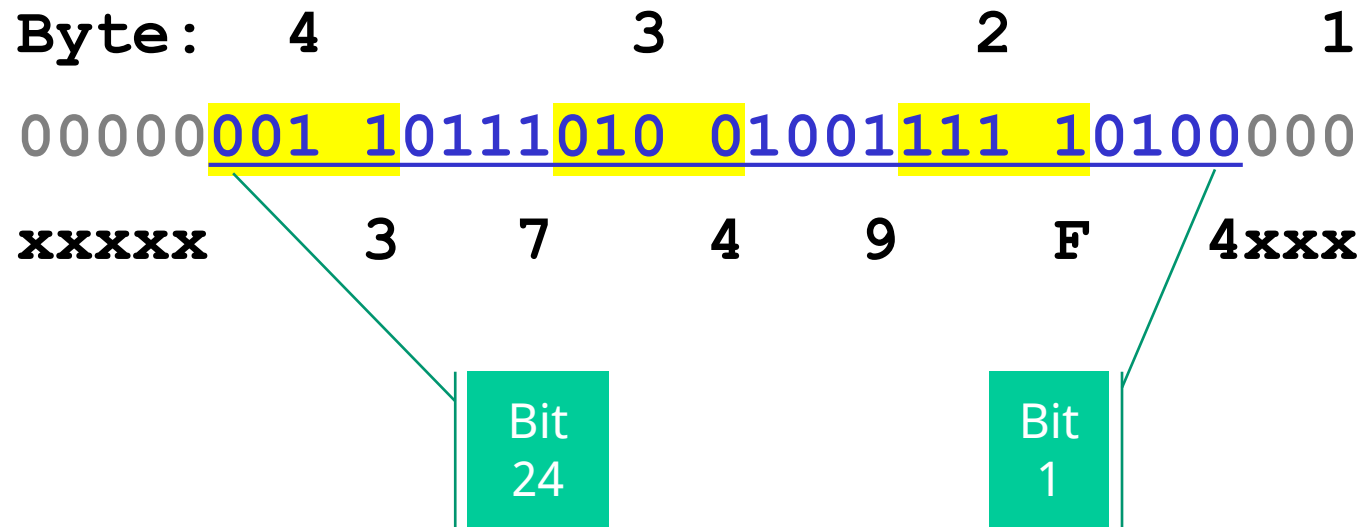 Byte: 4 3 2 1
00000001 10111010 01001111 10100000
xxxxx 3 7 4 9 F 4xxx
Bit
24
Bit
1